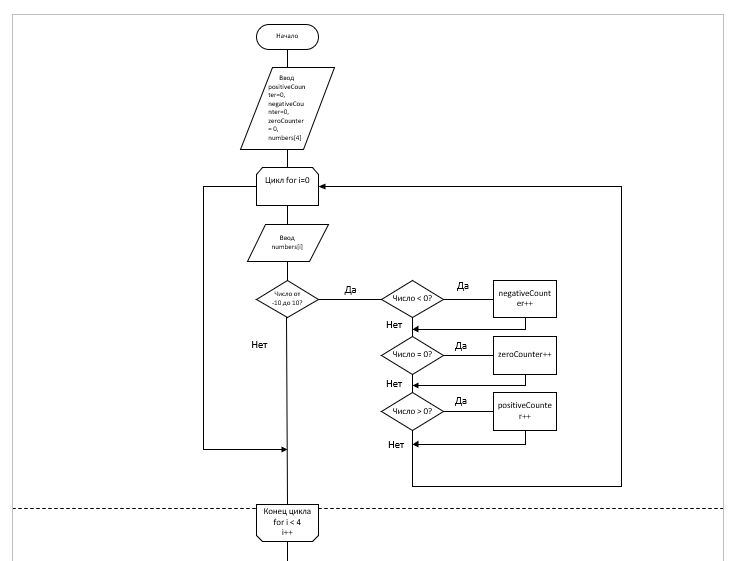 Начало
Ввод
positiveCoun
ter=0,
negativeCou
nter=0,
zeroCounter
= 0,
numbers[4]
Цикл for i=0
Ввод
numbers[i]
Число от
-10 до 10?
Да
Число < 0?
Да
negativeCount
er++
Нет
Нет
Число = 0?
Да
zeroCounter++
Нет
Число > 0?
Да
positiveCounte
r++
Нет
Конец цикла
for i < 4
i++